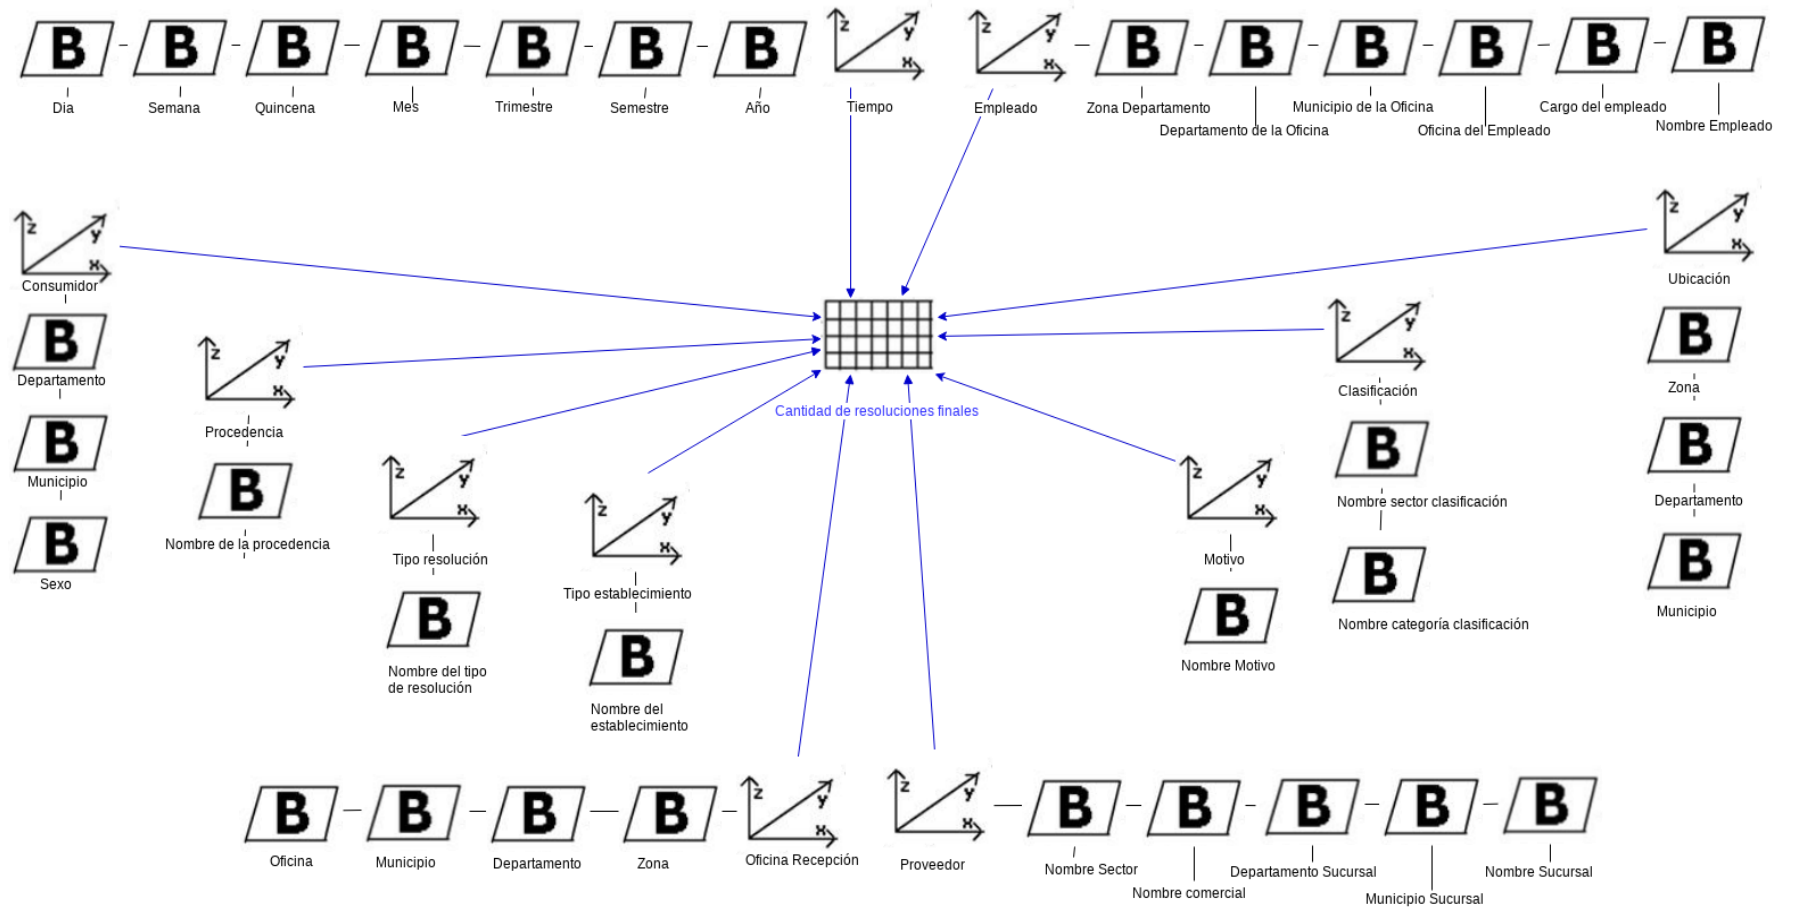 B B B B B B B z y x z y x B B B B B B
Dia Semana Quincena Mes Trimestre Semestre Año Tiempo Empleado Zona Departamento Municipio de la Oficina Cargo del empleado
Departamento de la Oficina Oficina del Empleado Nombre Empleado
z y x
Consumidor
z y x
Ubicación
B
Departamento
z y x
Procedencia
z y x
Clasificación
B
Zona
Cantidad de resoluciones finales
B
Municipio
B
Nombre de la procedencia
z y x
Tipo resolución
z y x
Tipo establecimiento
z y x
Motivo
B
Nombre sector clasificación
B
Departamento
B
Sexo
B
Nombre del tipo
de resolución
B
Nombre del
establecimiento
B
Nombre Motivo
B
Nombre categoría clasificación
B
Municipio
B B B B z y x z y x B B B B B
Oficina Municipio Departamento Zona Oficina Recepción Proveedor Nombre Sector Departamento Sucursal Nombre Sucursal
Nombre comercial Municipio Sucursal